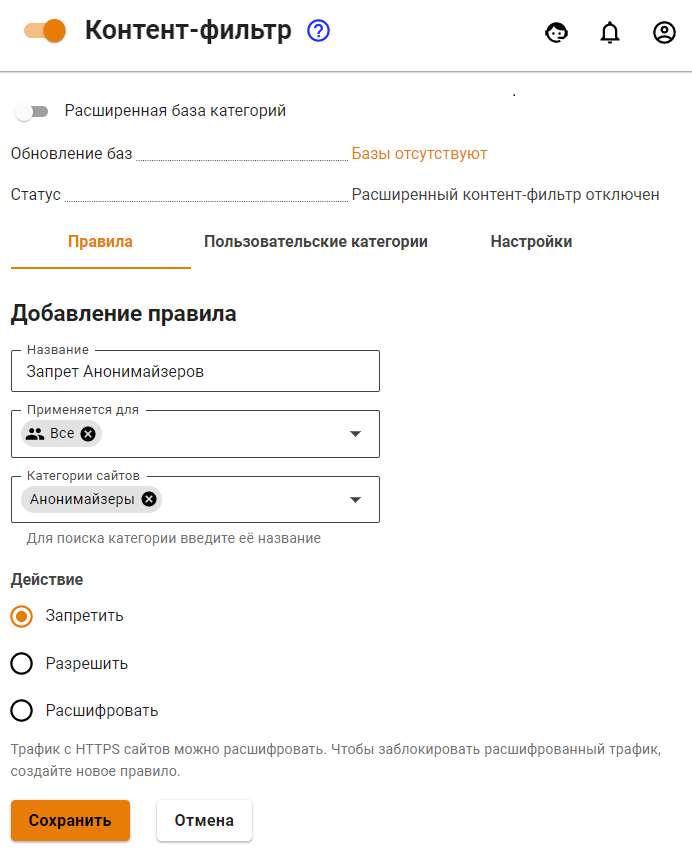 Контент-фильтр ?
Расширенная база категорий
Обновление баз Базы отсутствуют
Статус Расширенный контент-фильтр отключен
Правила Пользовательские категории Настройки
Добавление правила
Название
Запрет Анонимайзеров
Применяется для
Все
Категории сайтов
Анонимайзеры
Для поиска категории введите её название
Действие
Запретить
Разрешить
Расшифровать
Трафик с HTTPS сайтов можно расшифровать. Чтобы заблокировать расшифрованный трафик,
создайте новое правило.
Сохранить Отмена